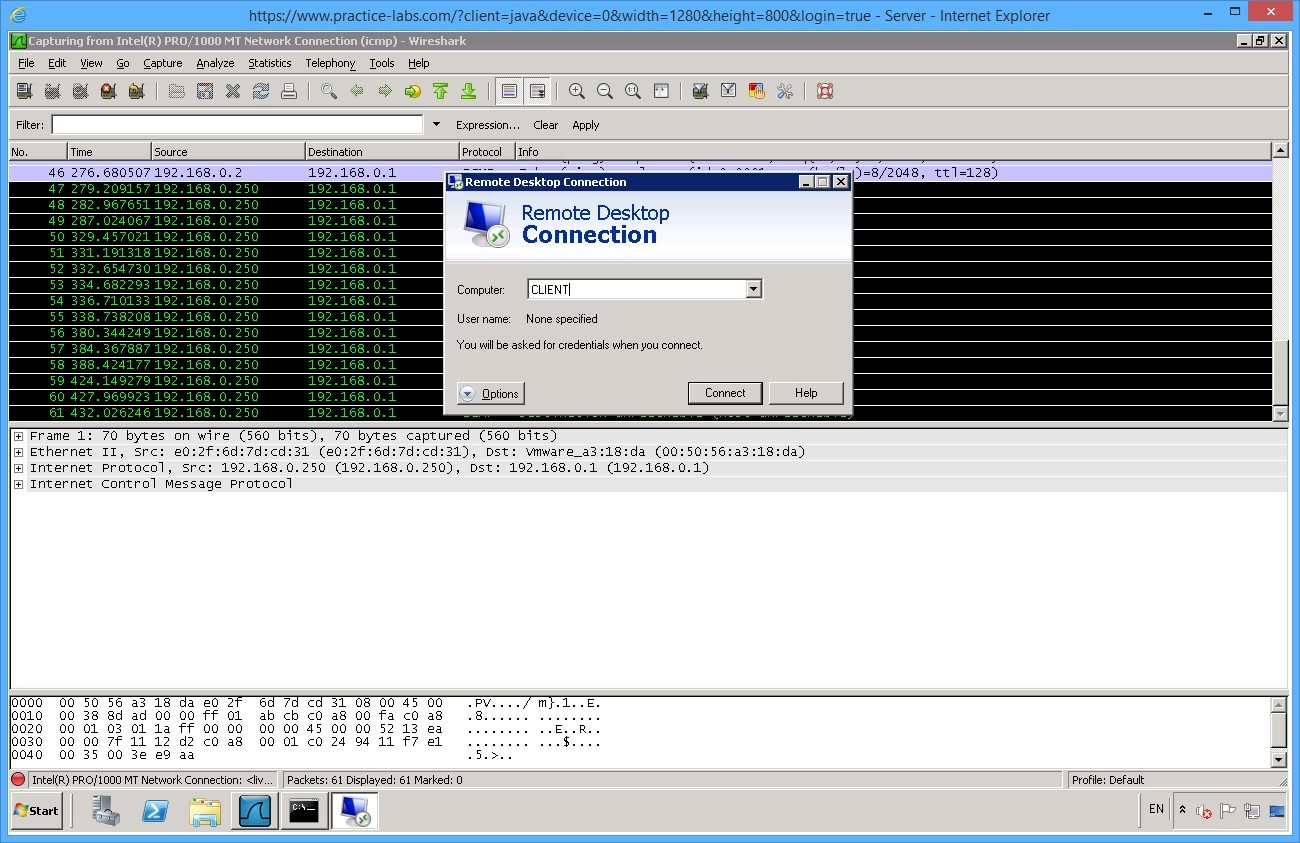 https://www.practice-labs.com/?client=java&device=0&width=1280&height=800&login=true - Server - Internet Explorer
Capturing from Intel(R) PRO/1000 MT Network Connection (icmp) - Wireshark
File Edit View Go Capture Analyze Statistics Telephony Tools Help
Filter: Expression... Clear Apply
No. Time Source Destination Protocol Info
46 276.680507 192.168.0.2 192.168.0.1 )=8/2048, ttl=128)
47 279.209157 192.168.0.250 192.168.0.1
48 282.967651 192.168.0.250 192.168.0.1
49 287.024067 192.168.0.250 192.168.0.1
50 329.457021 192.168.0.250 192.168.0.1
51 331.191318 192.168.0.250 192.168.0.1
52 332.654730 192.168.0.250 192.168.0.1
53 334.682293 192.168.0.250 192.168.0.1
54 336.710133 192.168.0.250 192.168.0.1
55 338.738208 192.168.0.250 192.168.0.1
56 380.344249 192.168.0.250 192.168.0.1
57 384.367887 192.168.0.250 192.168.0.1
58 388.424177 192.168.0.250 192.168.0.1
59 424.149279 192.168.0.250 192.168.0.1
60 427.969923 192.168.0.250 192.168.0.1
61 432.026246 192.168.0.250 192.168.0.1
Remote Desktop Connection
Remote Desktop
Connection
Computer: CLIENT
User name: None specified
You will be asked for credentials when you connect.
Options Connect Help
Frame 1: 70 bytes on wire (560 bits), 70 bytes captured (560 bits)
Ethernet II, Src: e0:2f:6d:7d:cd:31 (e0:2f:6d:7d:cd:31), Dst: Vmware_a3:18:da (00:50:56:a3:18:da)
Internet Protocol, Src: 192.168.0.250 (192.168.0.250), Dst: 192.168.0.1 (192.168.0.1)
Internet Control Message Protocol
0000 00 50 56 a3 18 da e0 2f 6d 7d cd 31 08 00 45 00 .PV..../ m}.1..E.
0010 00 38 8d ad 00 00 ff 01 ab cb c0 a8 00 fa c0 a8 .8...... ........
0020 00 01 03 01 1a ff 00 00 00 00 45 00 00 52 13 ea ........ ..E..R..
0030 00 00 7f 11 12 d2 c0 a8 00 01 c0 24 94 11 f7 e1 ........ ...$....
0040 00 35 00 3e e9 aa .5.>..
Intel(R) PRO/1000 MT Network Connection: <liv... Packets: 61 Displayed: 61 Marked: 0 Profile: Default
Start C:\ EN